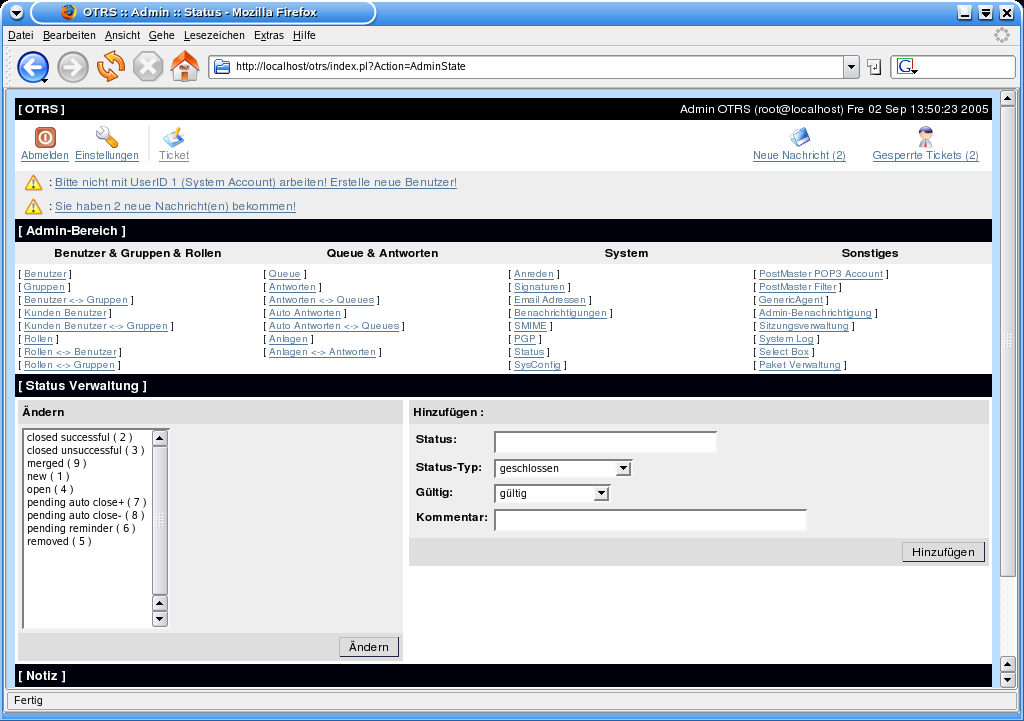 OTRS :: Admin :: Status - Mozilla Firefox
Datei Bearbeiten Ansicht Gehe Lesezeichen Extras Hilfe
http://localhost/otrs/index.pl?Action=AdminState
G
[ OTRS ] Admin OTRS (root@localhost) Fre 02 Sep 13:50:23 2005
Abmelden Einstellungen Ticket Neue Nachricht (2) Gesperrte Tickets (2)
: Bitte nicht mit UserID 1 (System Account) arbeiten! Erstelle neue Benutzer!
: Sie haben 2 neue Nachricht(en) bekommen!
[ Admin-Bereich ]
Benutzer & Gruppen & Rollen Queue & Antworten System Sonstiges
[ Benutzer ] [ Queue ] [ Anreden ] [ PostMaster POP3 Account ]
[ Gruppen ] [ Antworten ] [ Signaturen ] [ PostMaster Filter ]
[ Benutzer <-> Gruppen ] [ Antworten <-> Queues ] [ Email Adressen ] [ GenericAgent ]
[ Kunden Benutzer ] [ Auto Antworten ] [ Benachrichtigungen ] [ Admin-Benachrichtigung ]
[ Kunden Benutzer <-> Gruppen ] [ Auto Antworten <-> Queues ] [ SMIME ] [ Sitzungsverwaltung ]
[ Rollen ] [ Anlagen ] [ PGP ] [ System Log ]
[ Rollen <-> Benutzer ] [ Anlagen <-> Antworten ] [ Status ] [ Select Box ]
[ Rollen <-> Gruppen ] [ SysConfig ] [ Paket Verwaltung ]
[ Status Verwaltung ]
Ändern
closed successful ( 2 )
closed unsuccessful ( 3 )
merged ( 9 )
new ( 1 )
open ( 4 )
pending auto close+ ( 7 )
pending auto close- ( 8 )
pending reminder ( 6 )
removed ( 5 )
Ändern
Hinzufügen :
Status:
Status-Typ: geschlossen
Gültig: gültig
Kommentar:
Hinzufügen
[ Notiz ]
Fertig